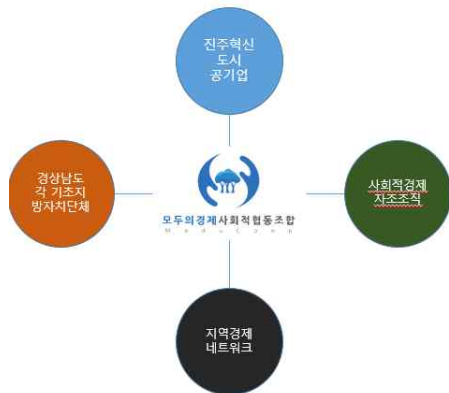 진주혁신
도시
공기업
경상남도
각 기초지
방자치단체
모두의경제사회적협동조합
ModuCoop
사회적경제
자조조직
지역경제
네트워크